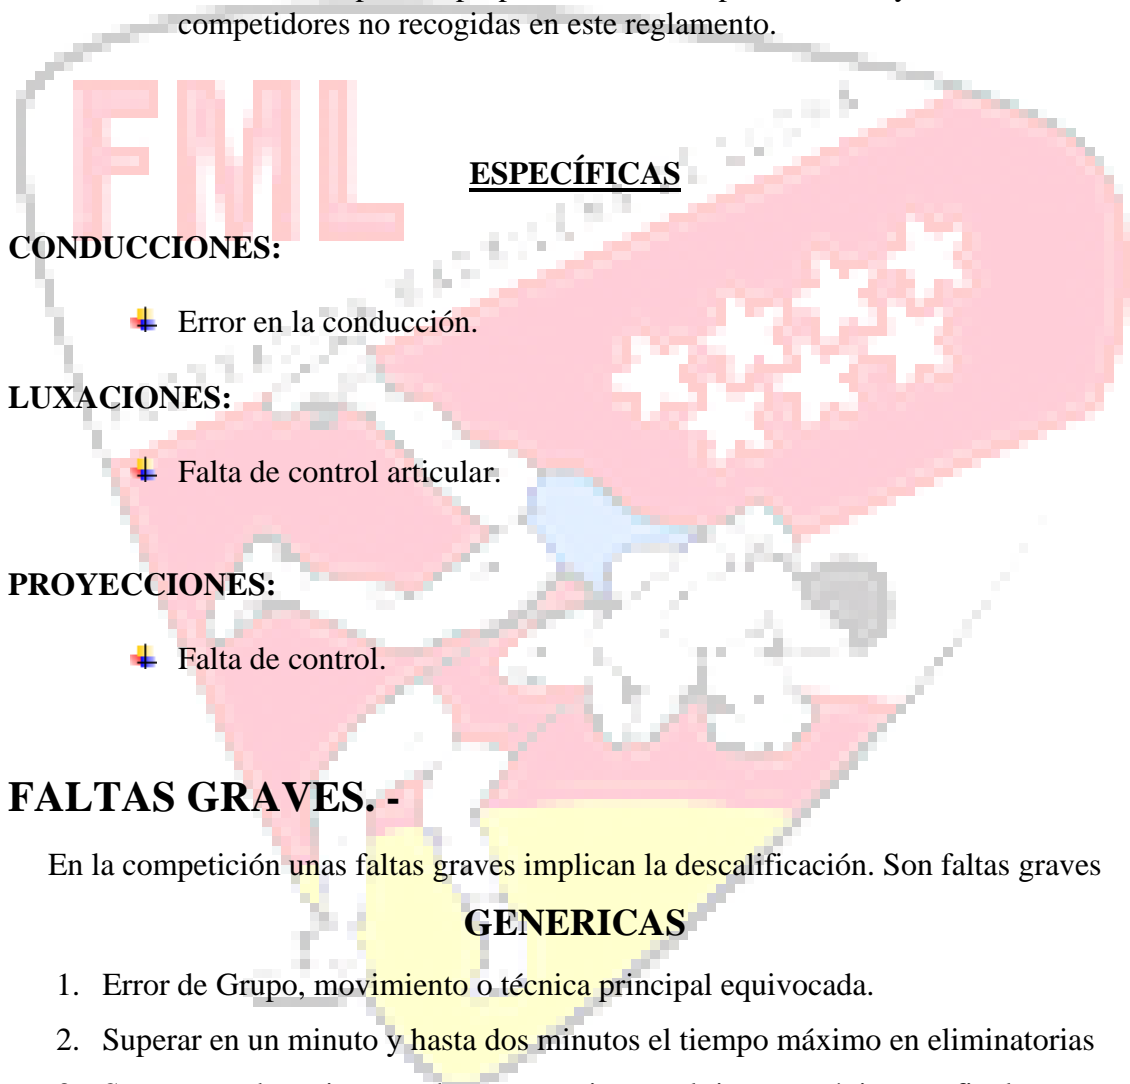 competidores no recogidas en este reglamento.
FML
ESPECÍFICAS
CONDUCCIONES:
Error en la conducción.
LUXACIONES:
Falta de control articular.
PROYECCIONES:
Falta de control.
FALTAS GRAVES. -
En la competición unas faltas graves implican la descalificación. Son faltas graves
GENERICAS
1. Error de Grupo, movimiento o técnica principal equivocada.
2. Superar en un minuto y hasta dos minutos el tiempo máximo en eliminatorias